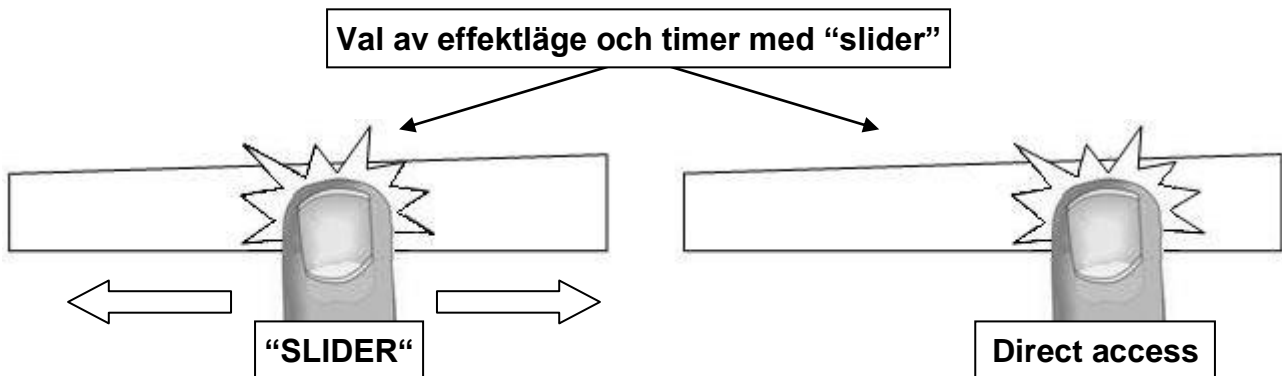 Val av effektläge och timer med “slider”
“SLIDER“
Direct access